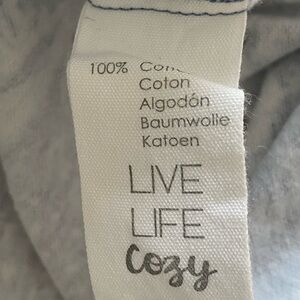 100%
Coton
Algodón
Baumwolle
Katoen
LIVE
LIFE
Cozy